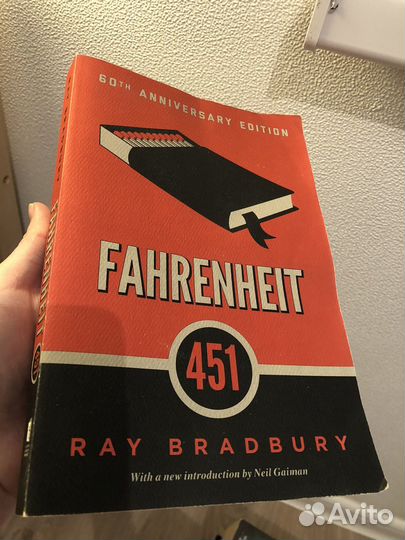 60TH ANNIVERSARY EDITION
FAHRENHEIT
451
RAY BRADBURY
With a new introduction by Neil Gaiman
Avito